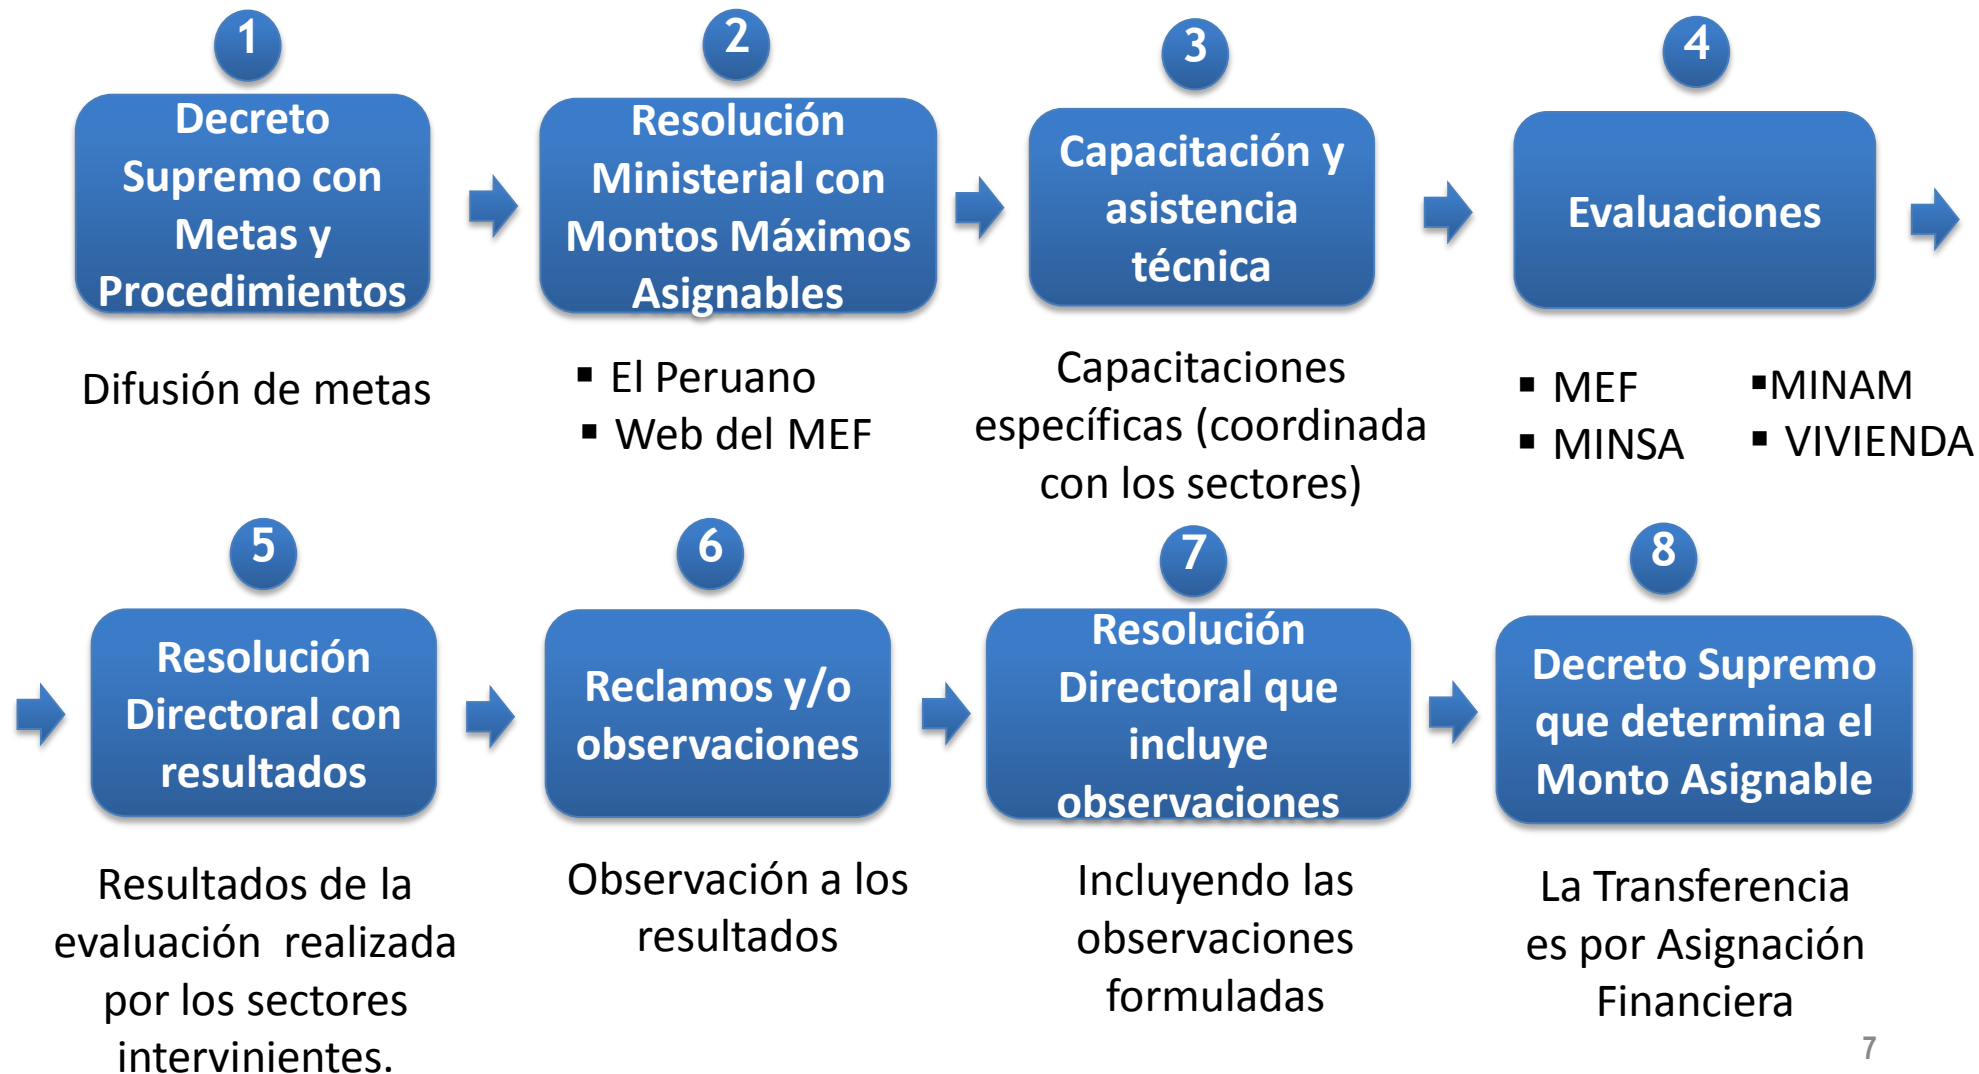 1
Decreto
Supremo con
Metas y
Procedimientos
Difusión de metas
2
Resolución
Ministerial con
Montos Máximos
Asignables
▪ El Peruano
▪ Web del MEF
3
Capacitación y
asistencia
técnica
Capacitaciones
específicas (coordinada
con los sectores)
4
Evaluaciones
▪ MEF
▪ MINSA
▪MINAM
▪ VIVIENDA
5
Resolución
Directoral con
resultados
Resultados de la
evaluación  realizada
por los sectores
intervinientes.
6
Reclamos y/o
observaciones
Observación a los
resultados
7
Resolución
Directoral que
incluye
observaciones
Incluyendo las
observaciones
formuladas
8
Decreto Supremo
que determina el
Monto Asignable
La Transferencia
es por Asignación
Financiera
7